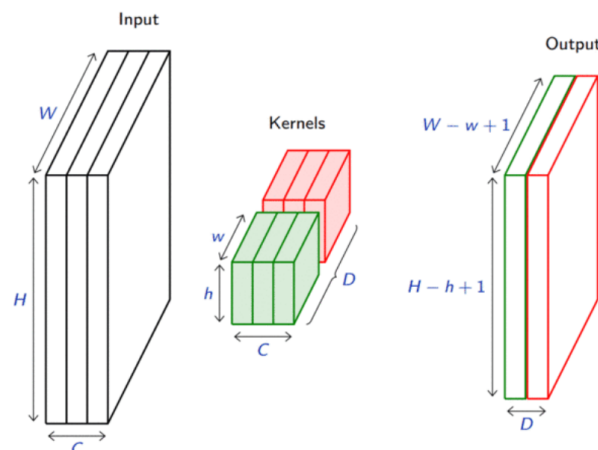 Input
W
H
C
Kernels
w
h
C
D
Output
W − w + 1
H − h + 1
D